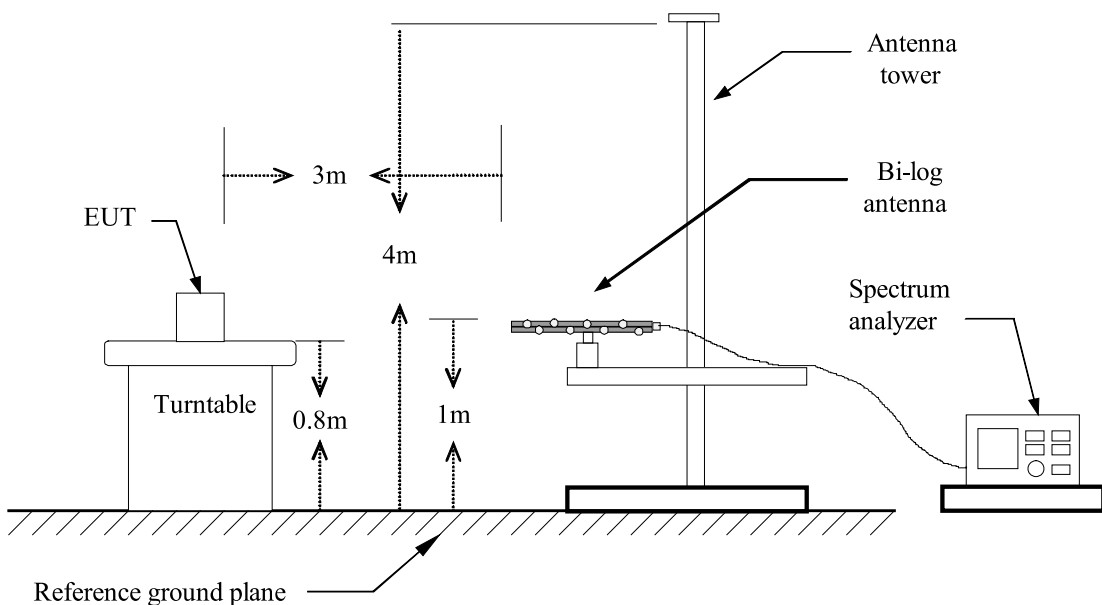 Antenna
tower
3m
Bi-log
antenna
EUT
4m
Spectrum
analyzer
Turntable
0.8m
1m
Reference ground plane